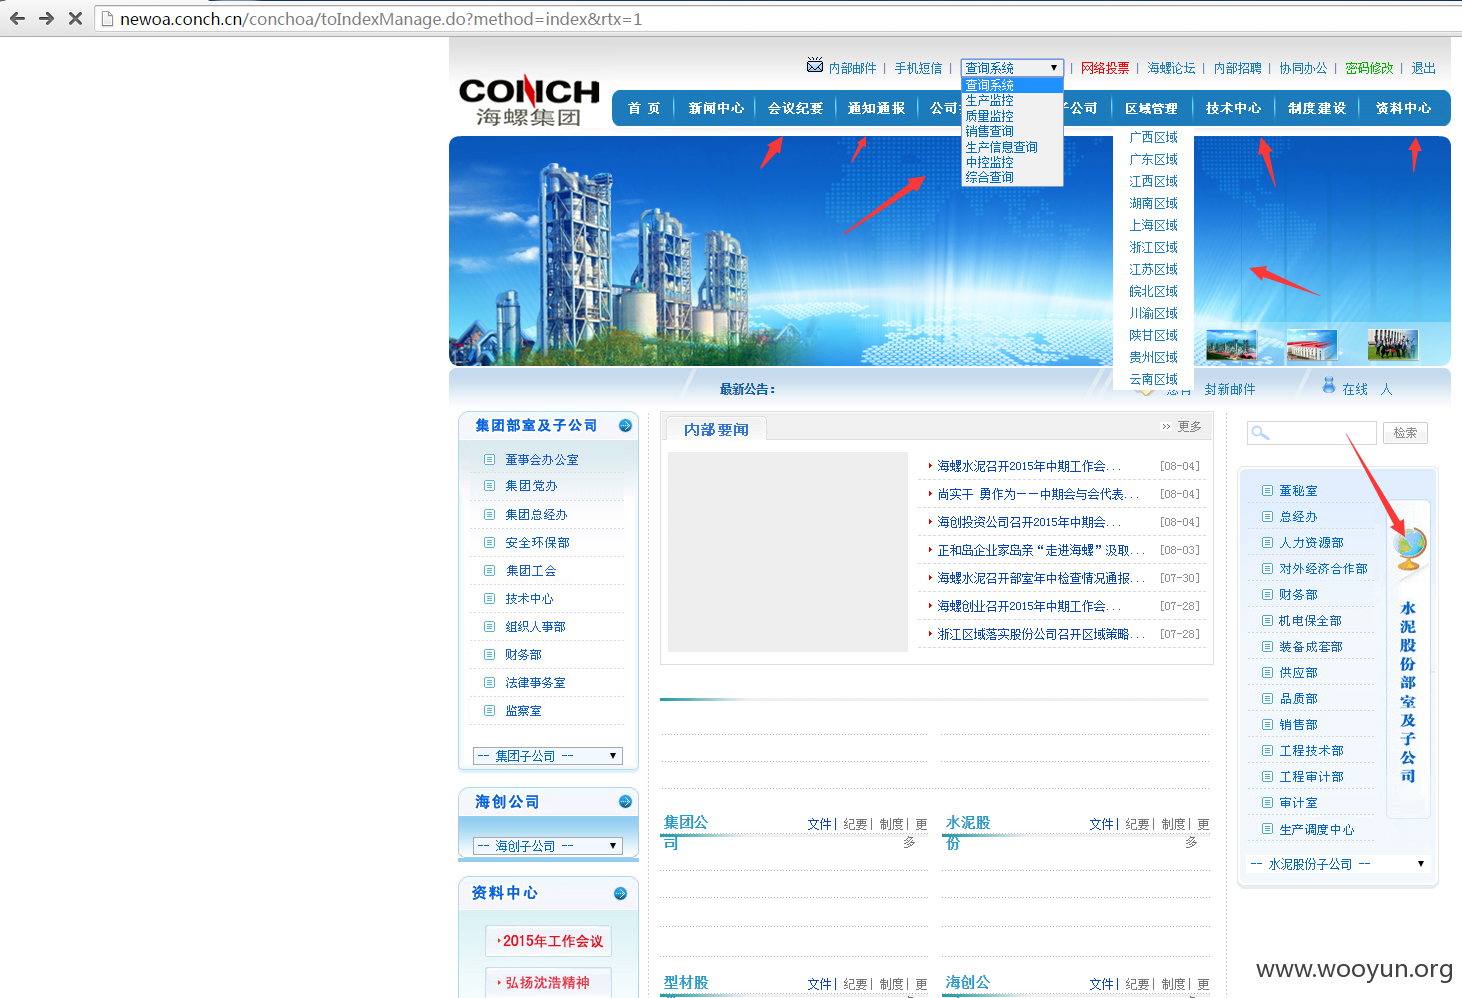 newoa.conch.cn/conchoa/toIndexManage.do?method=index&rtx=1
内部邮件 | 手机短信 | 查询系统 | 网络投票 | 海螺论坛 | 内部招聘 | 协同办公 | 密码修改 | 退出
CONCH
海螺集团
首 页 新闻中心 会议纪要 通知通报 公司 子公司 区域管理 技术中心 制度建设 资料中心
查询系统
生产监控
质量监控
销售查询
生产信息查询
中控监控
综合查询
广西区域
广东区域
江西区域
湖南区域
上海区域
浙江区域
江苏区域
皖北区域
川渝区域
陕甘区域
贵州区域
云南区域
最新公告：
您有 封新邮件
在线 人
集团部室及子公司
董事会办公室
集团党办
集团总经办
安全环保部
集团工会
技术中心
组织人事部
财务部
法律事务室
监察室
-- 集团子公司 --
海创公司
-- 海创子公司 --
资料中心
2015年工作会议
弘扬沈浩精神
内部要闻
» 更多
海螺水泥召开2015年中期工作会... [08-04]
尚实干 勇作为－－中期会与会代表... [08-04]
海创投资公司召开2015年中期会... [08-04]
正和岛企业家岛亲“走进海螺”汲取... [08-03]
海螺水泥召开部室年中检查情况通报... [07-30]
海螺创业召开2015年中期工作会... [07-28]
浙江区域落实股份公司召开区域策略... [07-28]
集团公司
文件| 纪要| 制度| 更多
水泥股份
文件| 纪要| 制度| 更多
型材股
文件| 纪要| 制度| 更
海创公
文件| 纪要| 制度| 更
检索
董秘室
总经办
人力资源部
对外经济合作部
财务部
机电保全部
装备成套部
供应部
品质部
销售部
工程技术部
工程审计部
审计室
生产调度中心
水泥股份部室及子公司
-- 水泥股份子公司 --
www.wooyun.org